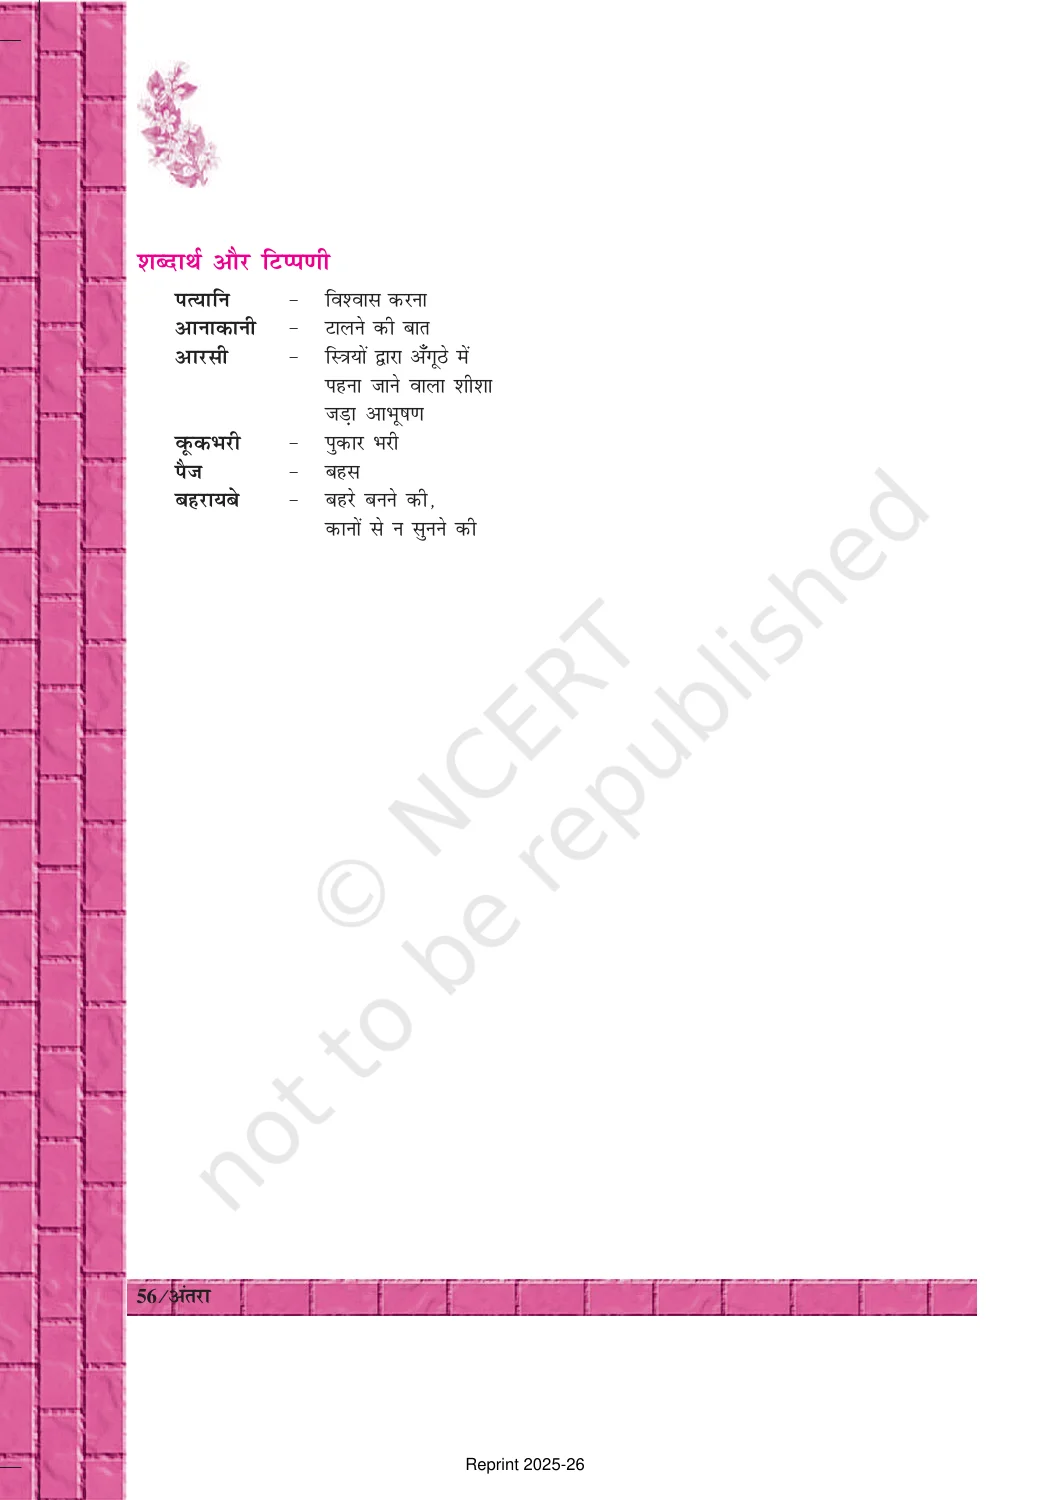 शब्दार्थ और टिप्पणी
पत्यानि – विश्वास करना
आनाकानी – टालने की बात
आरसी – स्त्रियों द्वारा अँगूठे में
पहना जाने वाला शीशा
जड़ा आभूषण
कूकभरी – पुकार भरी
पैज – बहस
बहरायबे – बहरे बनने की,
कानों से न सुनने की
© NCERT
not to be republished
56/अंतरा
Reprint 2025-26